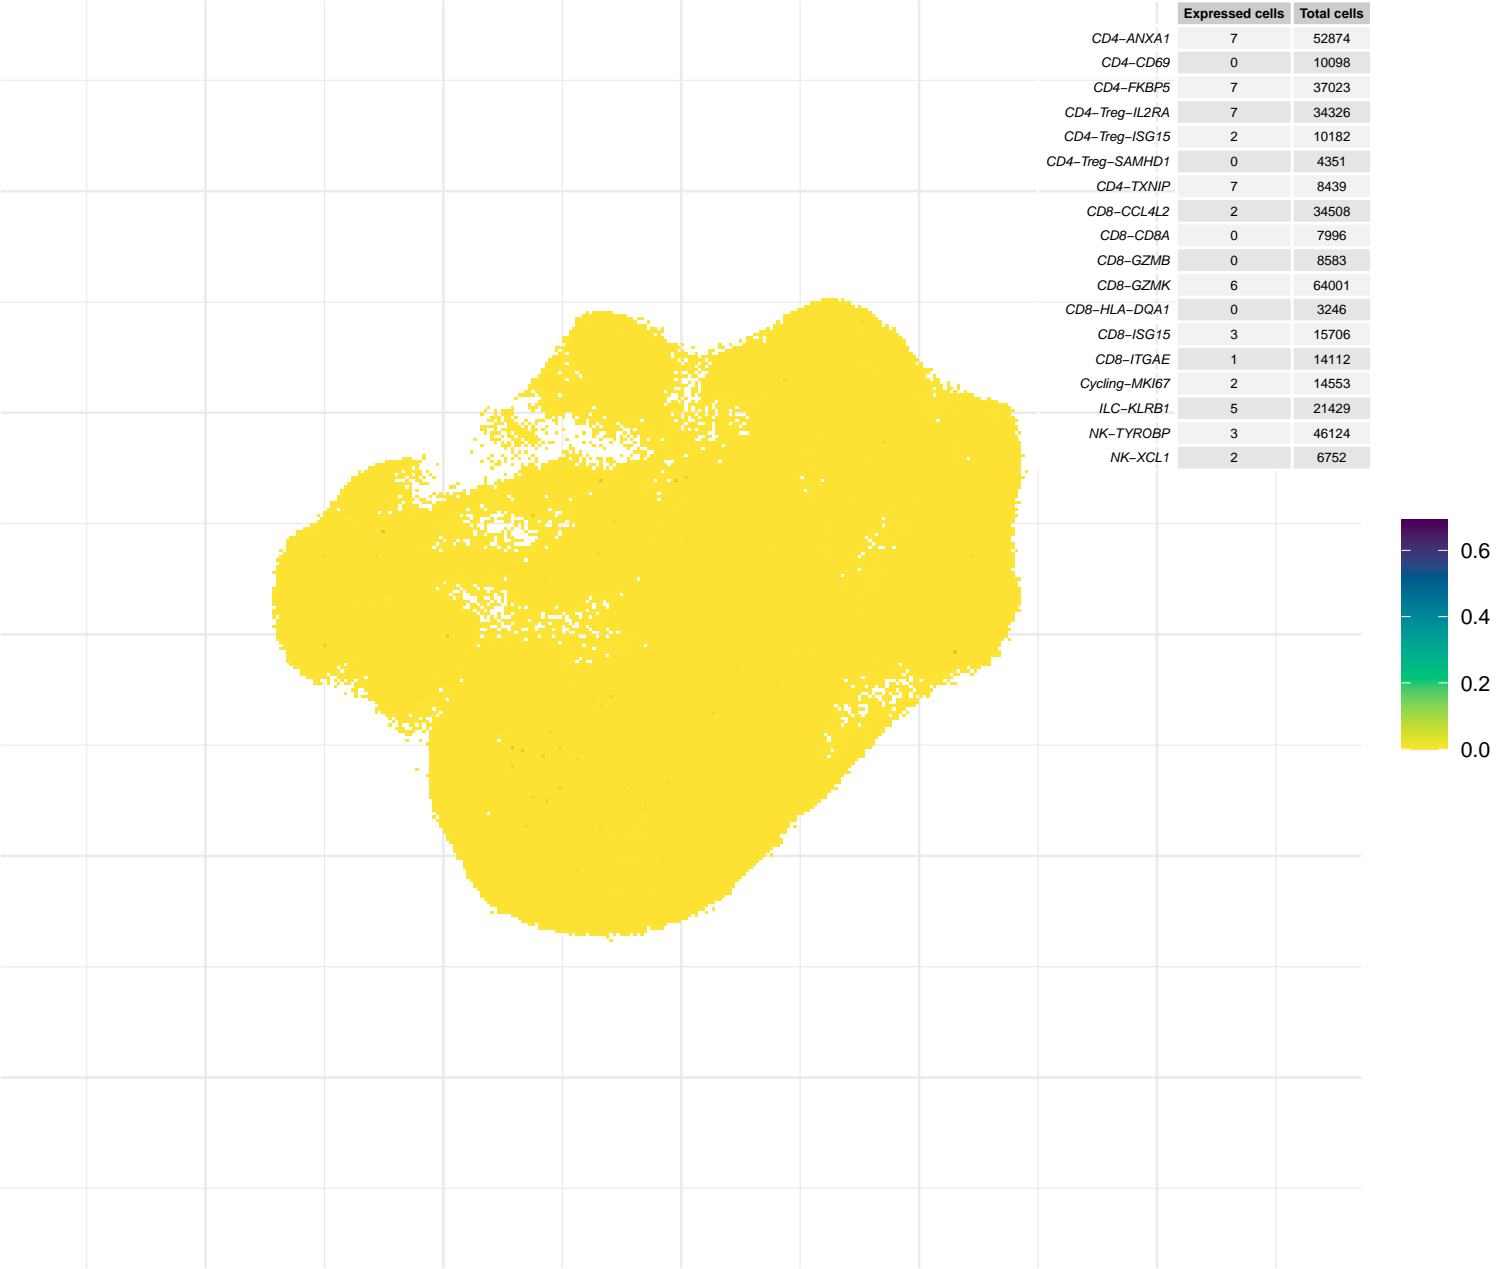 Expressed cells Total cells
CD4−ANXA1 7 52874
CD4−CD69 0 10098
CD4−FKBP5 7 37023
CD4−Treg−IL2RA 7 34326
CD4−Treg−ISG15 2 10182
CD4−Treg−SAMHD1 0 4351
CD4−TXNIP 7 8439
CD8−CCL4L2 2 34508
CD8−CD8A 0 7996
CD8−GZMB 0 8583
CD8−GZMK 6 64001
CD8−HLA−DQA1 0 3246
CD8−ISG15 3 15706
CD8−ITGAE 1 14112
Cycling−MKI67 2 14553
ILC−KLRB1 5 21429
NK−TYROBP 3 46124
NK−XCL1 2 6752
0.6
0.4
0.2
0.0